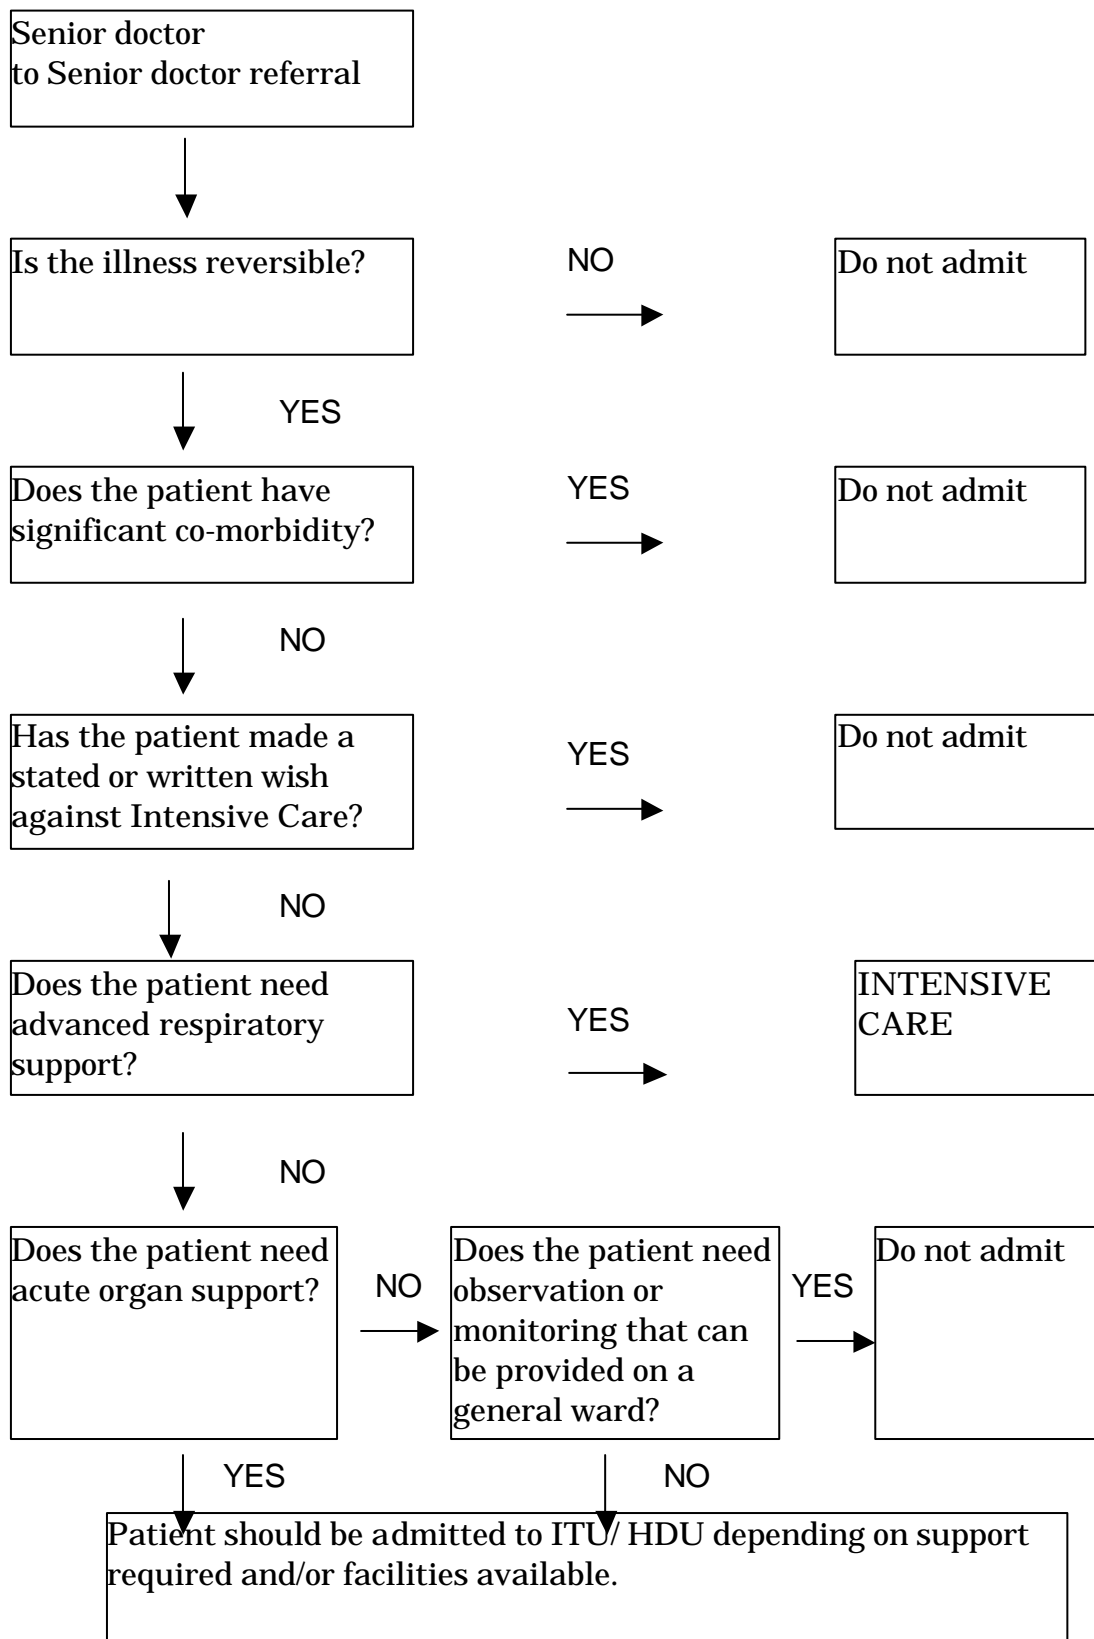 Senior doctor
to Senior doctor referral
Is the illness reversible?
NO
Do not admit
YES
Does the patient have
significant co-morbidity?
YES
Do not admit
NO
Has the patient made a
stated or written wish
against Intensive Care?
YES
Do not admit
NO
Does the patient need
advanced respiratory
support?
YES
INTENSIVE
CARE
NO
Does the patient need
acute organ support?
NO
Does the patient need
observation or
monitoring that can
be provided on a
general ward?
YES
Do not admit
YES
NO
Patient should be admitted to ITU/ HDU depending on support
required and/or facilities available.